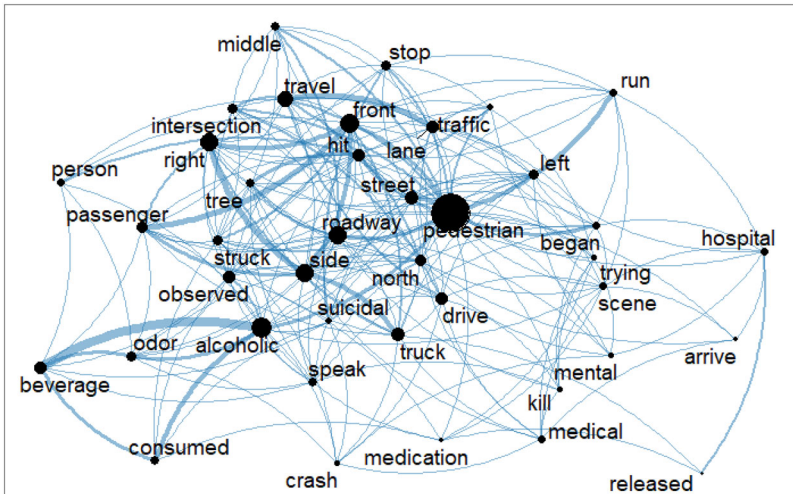 middle
stop
run
travel
front
traffic
intersection
right
hit
lane
person
left
tree
street
passenger
roadway
pedestrian
hospital
struck
side
north
began
trying
observed
suicidal
drive
scene
odor
alcoholic
truck
arrive
beverage
speak
mental
kill
consumed
medication
medical
crash
released